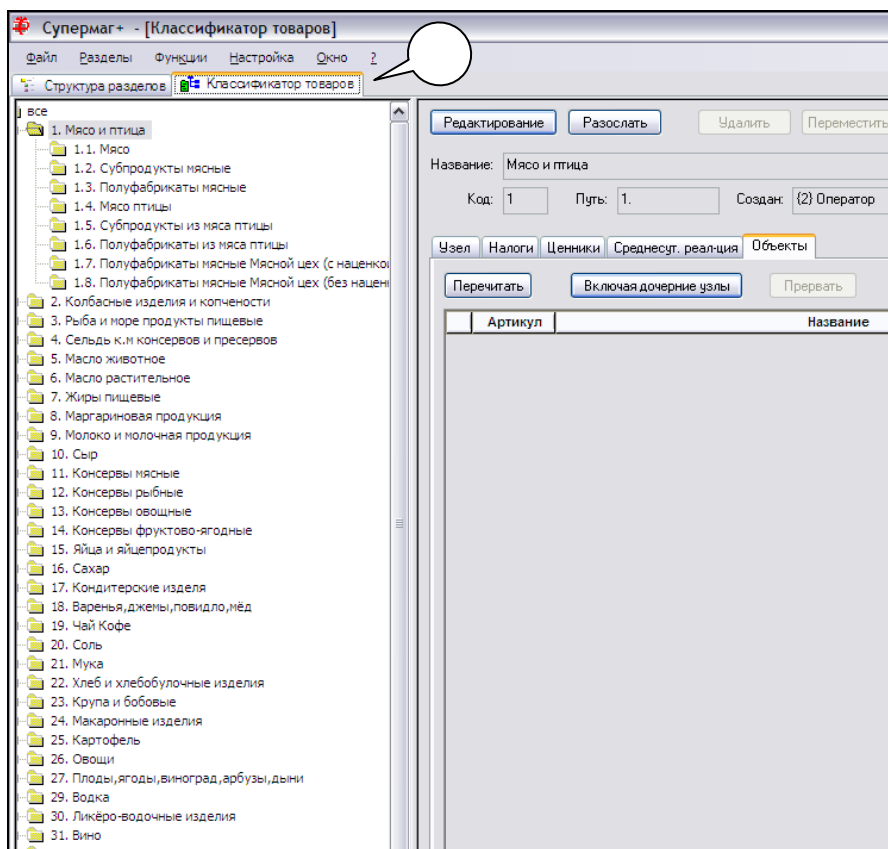 Супермаг+ - [Классификатор товаров]
Файл Разделы Функции Настройка Окно ?
Структура разделов Классификатор товаров
все
1. Мясо и птица
1.1. Мясо
1.2. Субпродукты мясные
1.3. Полуфабрикаты мясные
1.4. Мясо птицы
1.5. Субпродукты из мяса птицы
1.6. Полуфабрикаты из мяса птицы
1.7. Полуфабрикаты мясные Мясной цех (с наценкой
1.8. Полуфабрикаты мясные Мясной цех (без нацен
2. Колбасные изделия и копчености
3. Рыба и море продукты пищевые
4. Сельдь к.м консервов и пресервов
5. Масло животное
6. Масло растительное
7. Жиры пищевые
8. Маргариновая продукция
9. Молоко и молочная продукция
10. Сыр
11. Консервы мясные
12. Консервы рыбные
13. Консервы овощные
14. Консервы фруктово-ягодные
15. Яйца и яйцепродукты
16. Сахар
17. Кондитерские изделя
18. Варенья,джемы,повидло,мёд
19. Чай Кофе
20. Соль
21. Мука
22. Хлеб и хлебобулочные изделия
23. Крупа и бобовые
24. Макаронные изделия
25. Картофель
26. Овощи
27. Плоды,ягоды,виноград,арбузы,дыни
29. Водка
30. Ликёро-водочные изделия
31. Вино
Редактирование Разослать Удалить Переместить
Название: Мясо и птица
Код: 1 Путь: 1. Создан: {2} Оператор
Узел Налоги Ценники Среднесут. реал-ция Объекты
Перечитать Включая дочерние узлы Прервать
Артикул Название